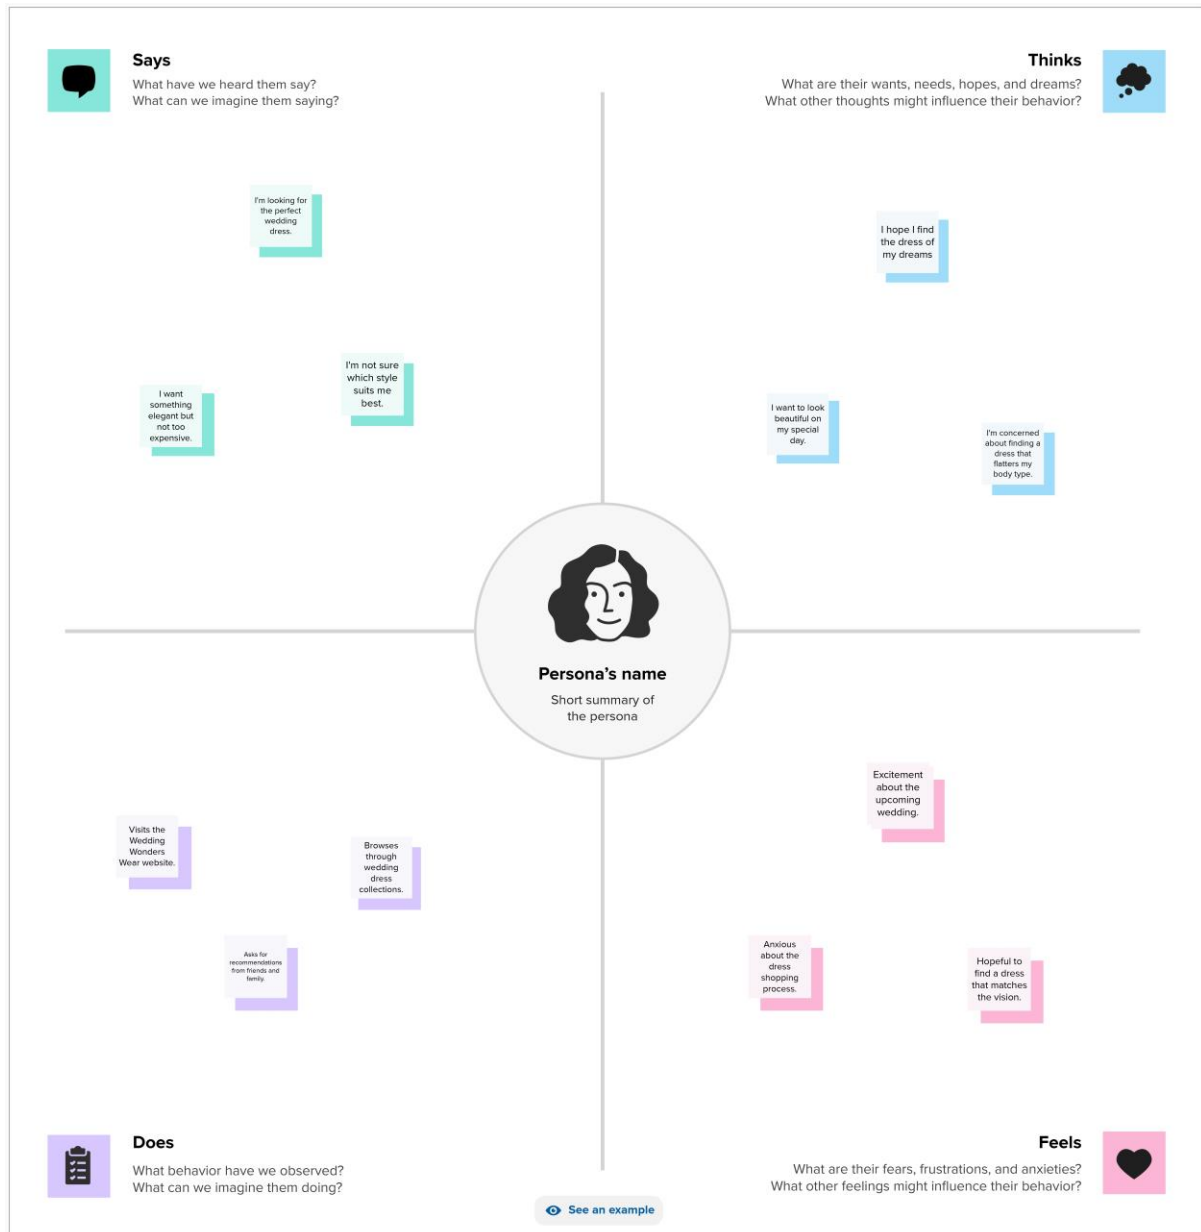 Says
What have we heard them say?
What can we imagine them saying?
Thinks
What are their wants, needs, hopes, and dreams?
What other thoughts might influence their behavior?
I'm looking for
the perfect
wedding
dress.
I'm not sure
which style
suits me
best.
I want
something
elegant but
not too
expensive.
I hope I find
the dress of
my dreams
I want to look
beautiful on
my special
day.
I'm concerned
about finding a
dress that
flatters my
body type.
Persona's name
Short summary of
the persona
Visits the
Wedding
Wonders
Wear website.
Browses
through
wedding
dress
collections.
Asks for
recommendations
from friends and
family.
Excitement
about the
upcoming
wedding.
Anxious
about the
dress
shopping
process.
Hopeful to
find a dress
that matches
the vision.
Does
What behavior have we observed?
What can we imagine them doing?
Feels
What are their fears, frustrations, and anxieties?
What other feelings might influence their behavior?
See an example